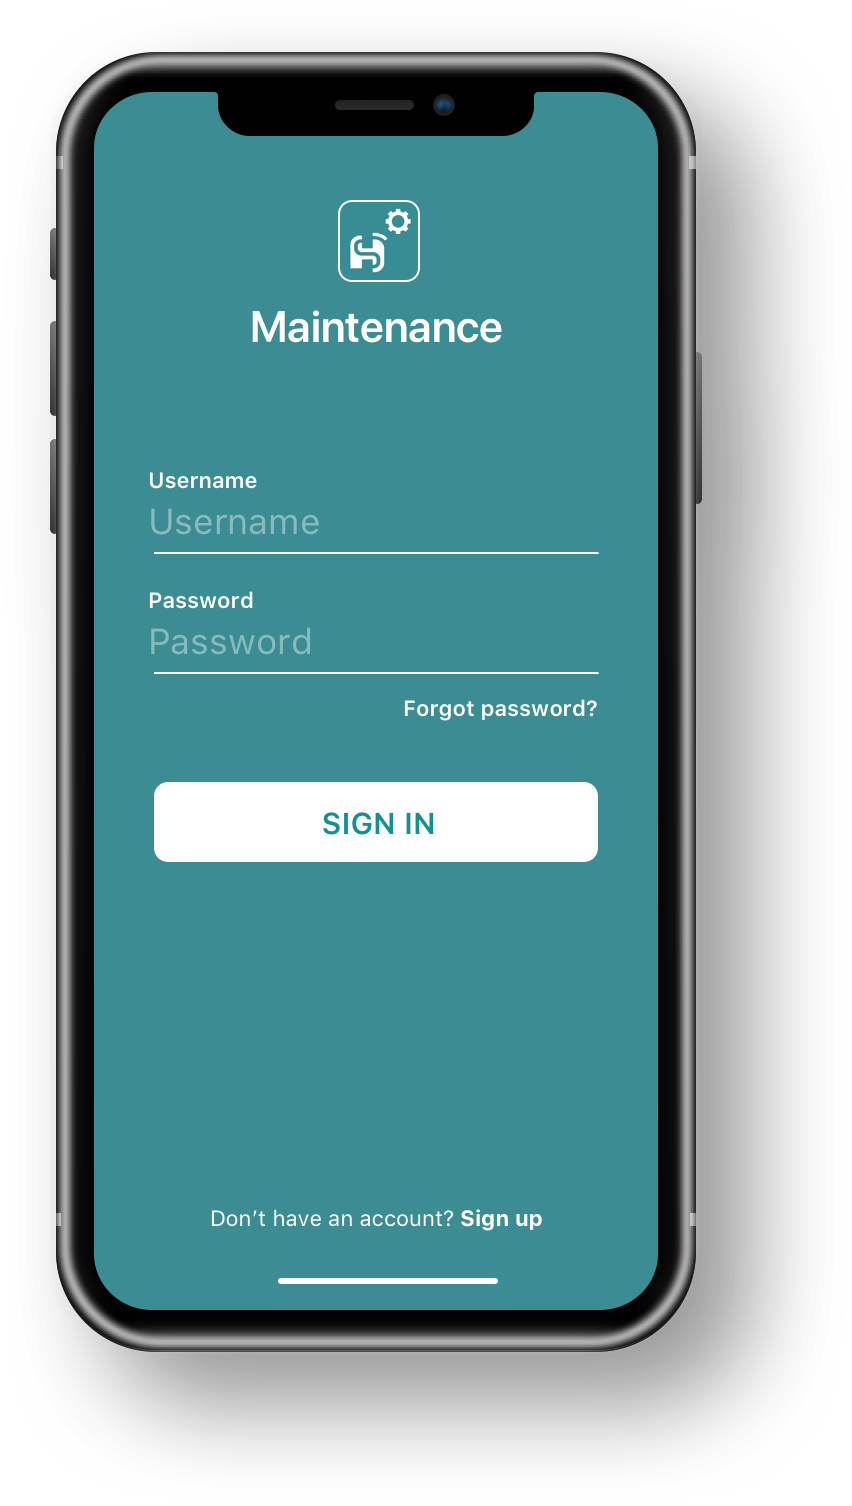 Maintenance
Username
Username
Password
Password
Forgot password?
SIGN IN
Don’t have an account? Sign up